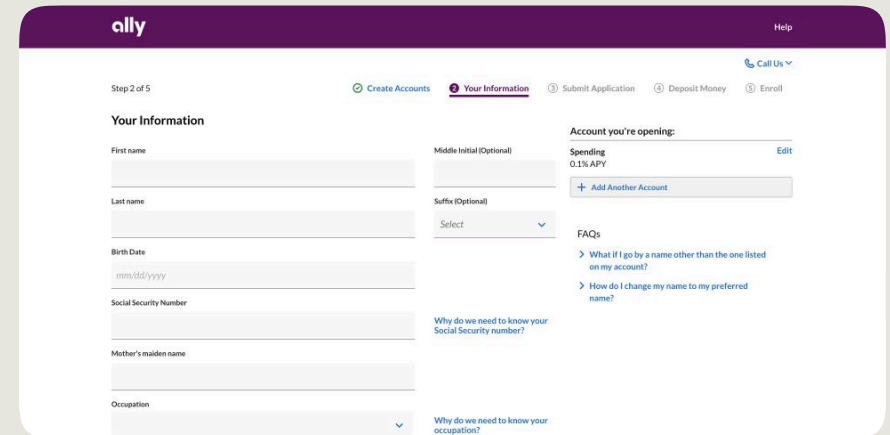 ally
Help
Call Us
Step 2 of 5
Create Accounts
2 Your Information
3 Submit Application
4 Deposit Money
5 Enroll
Your Information
First name
Middle Initial (Optional)
Last name
Suffix (Optional)
Select
Birth Date
mm/dd/yyyy
Social Security Number
Why do we need to know your
Social Security number?
Mother's maiden name
Occupation
Why do we need to know your
occupation?
Account you're opening:
Spending
Edit
0.1% APY
+ Add Another Account
FAQs
What if I go by a name other than the one listed
on my account?
How do I change my name to my preferred
name?